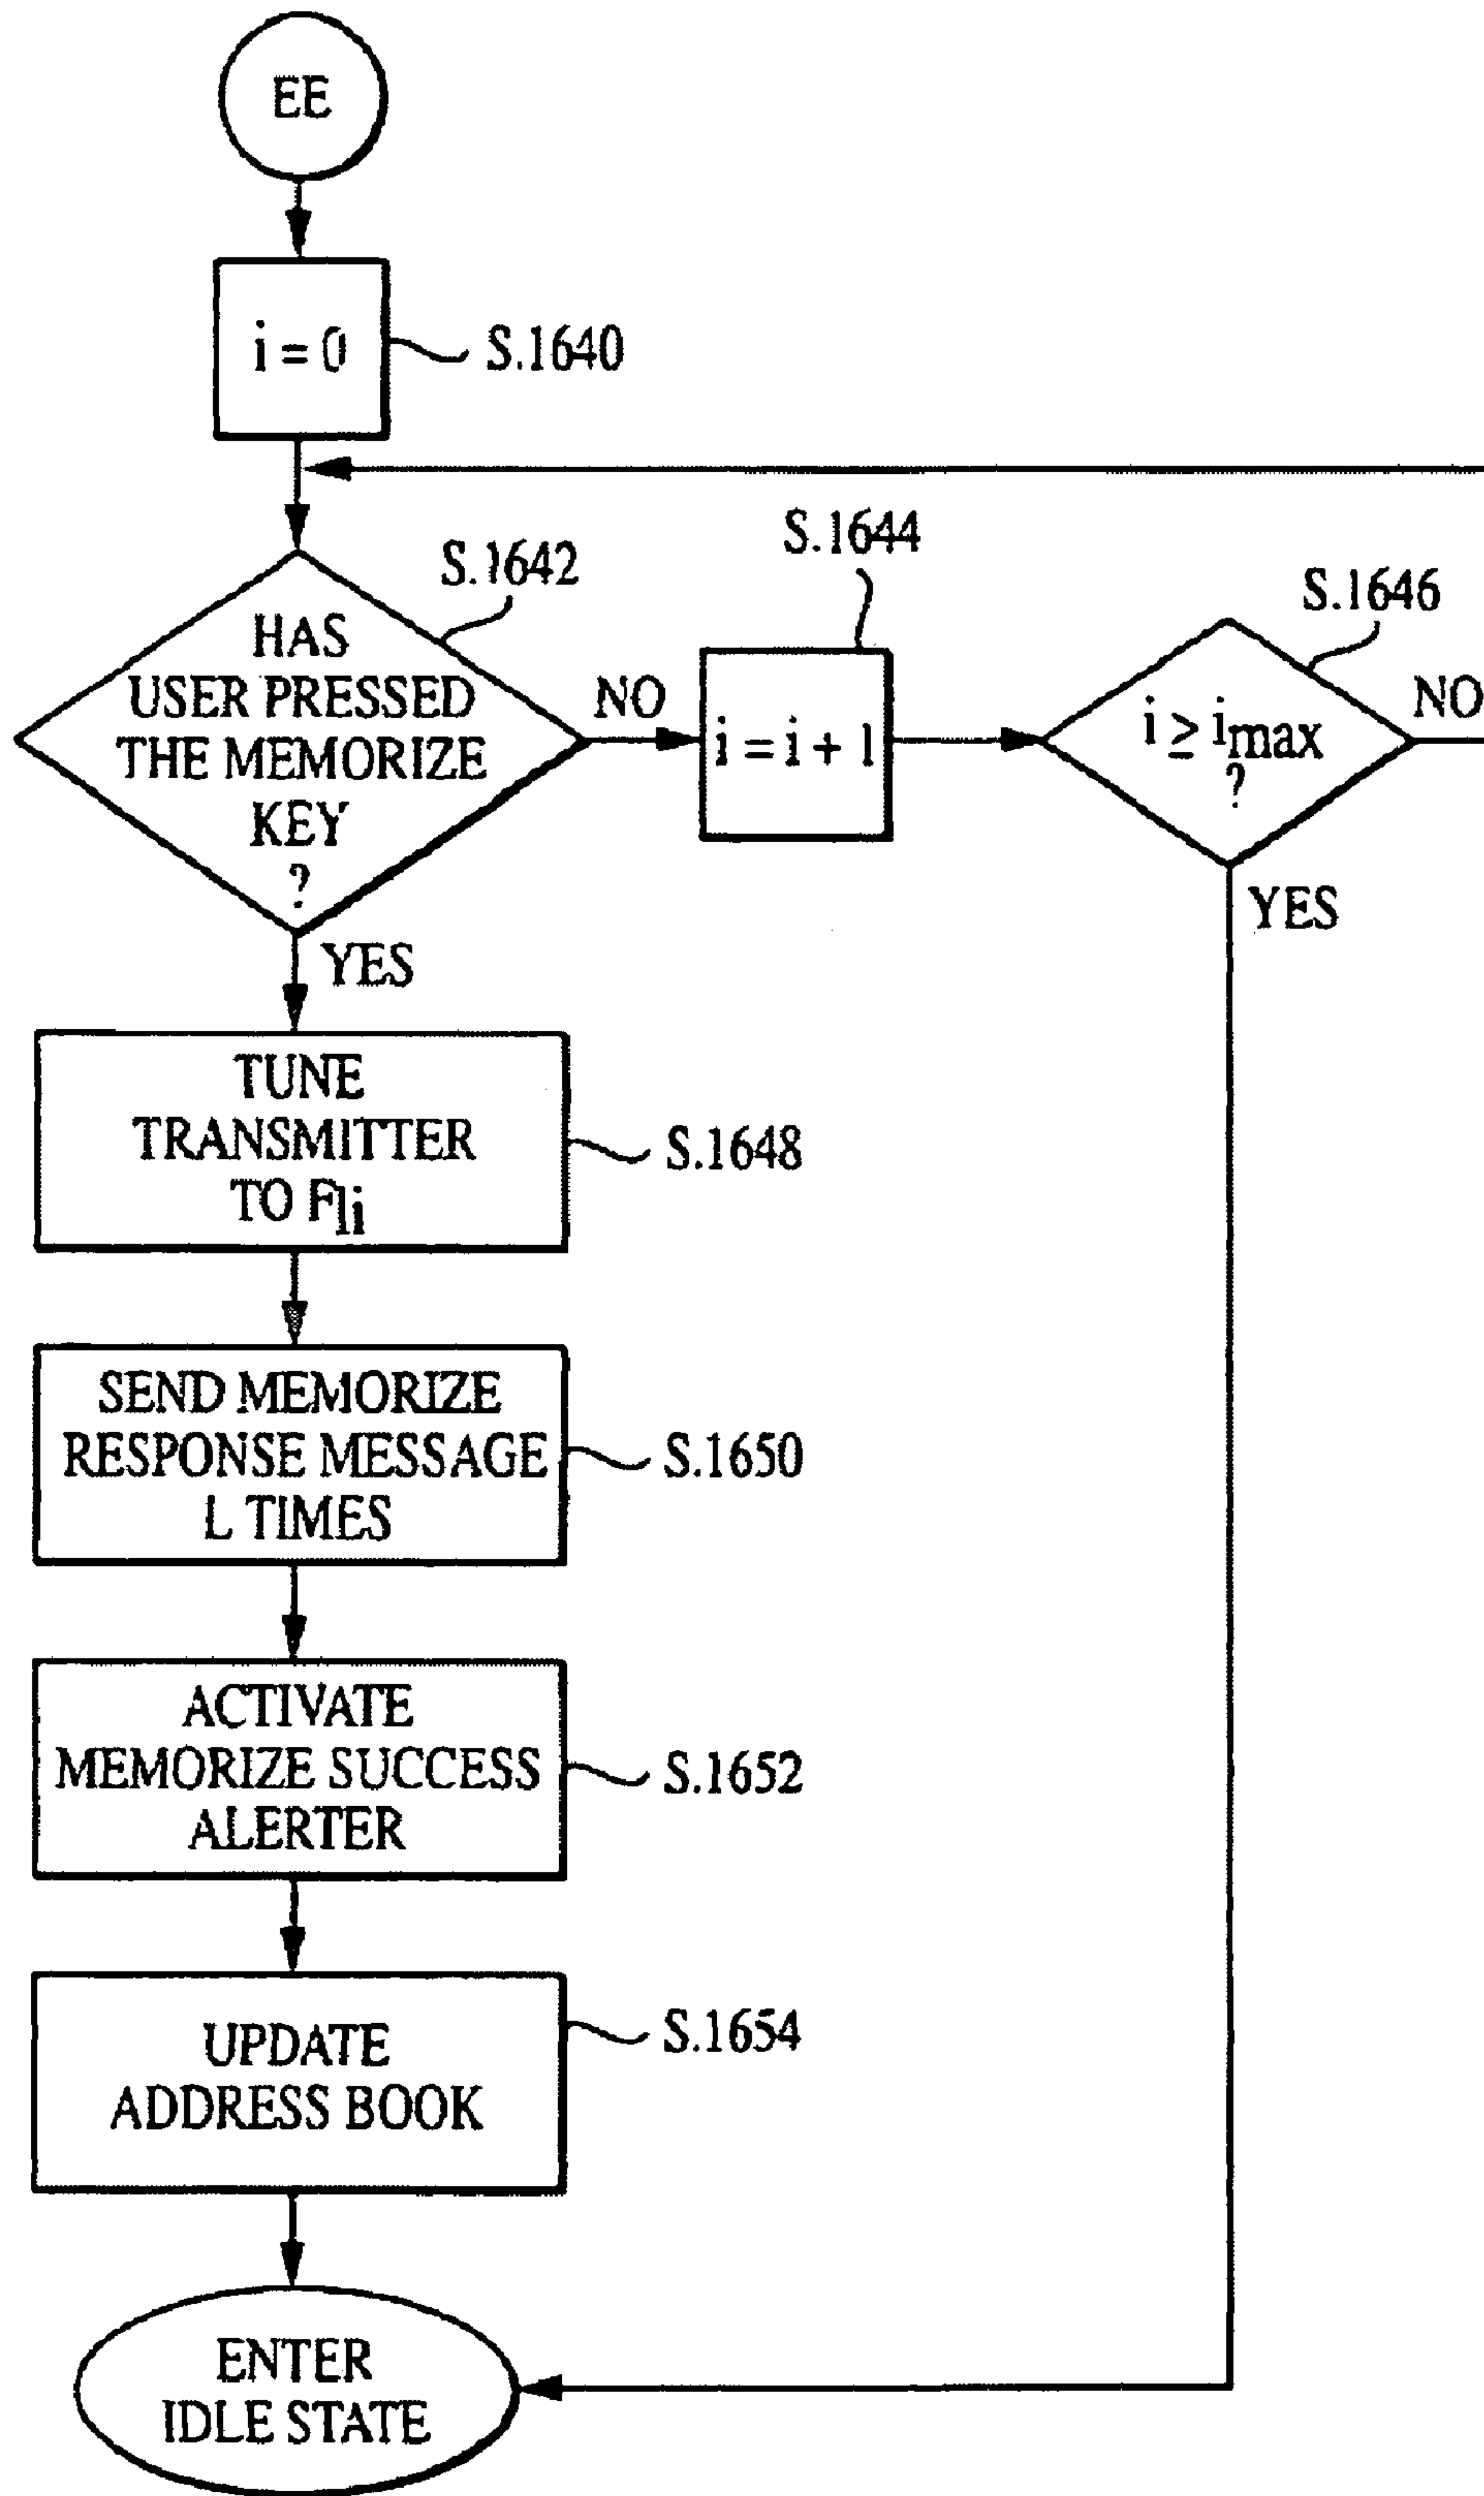 EE
i = 0
S.1640
S.1642
HAS
USER PRESSED
THE MEMORIZE
KEY
?
NO
YES
S.1644
i = i + 1
S.1646
i ≥ imax
?
NO
YES
TUNE
TRANSMITTER
TO Fli
S.1648
SEND MEMORIZE
RESPONSE MESSAGE
L TIMES
S.1650
ACTIVATE
MEMORIZE SUCCESS
ALERTER
S.1652
UPDATE
ADDRESS BOOK
S.1654
ENTER
IDLE STATE